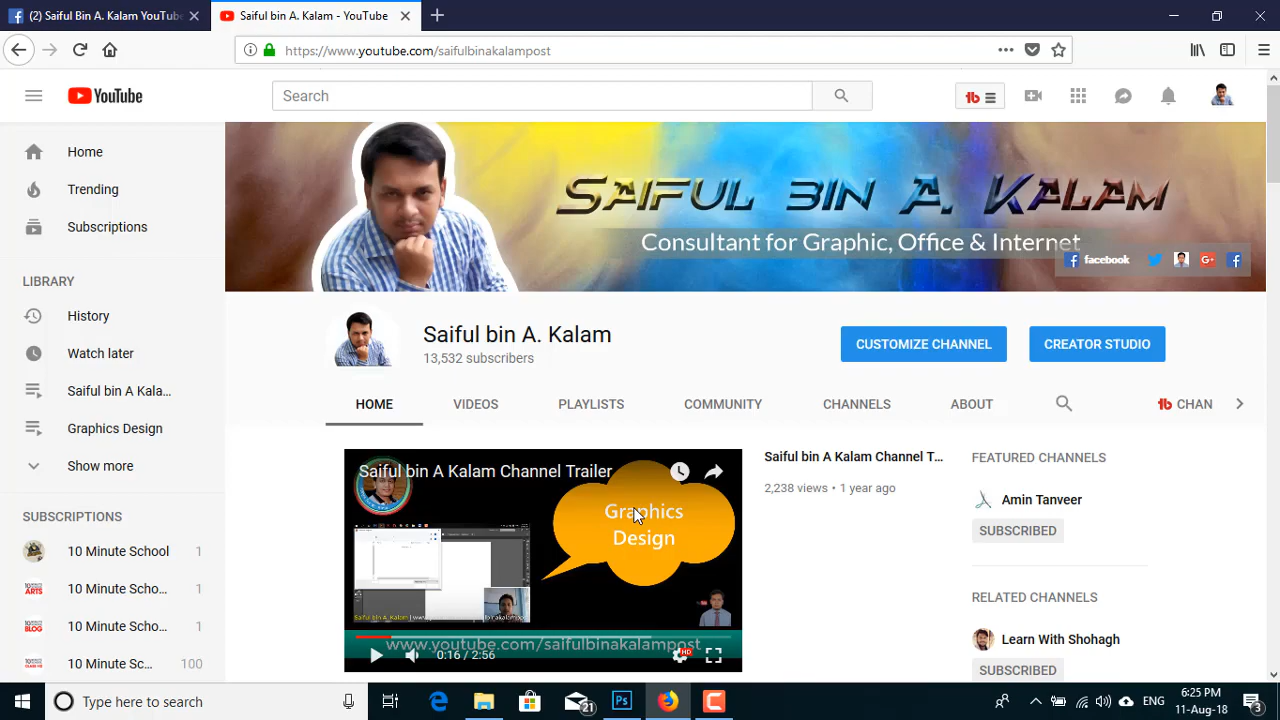 (2) Saiful Bin A. Kalam YouTube
Saiful bin A. Kalam - YouTube
https://www.youtube.com/saifulbinakalampost
YouTube
Search
Home
Trending
Subscriptions
LIBRARY
History
Watch later
Saiful bin A Kala...
Graphics Design
Show more
SUBSCRIPTIONS
10 Minute School 1
10 Minute Scho... 1
10 Minute Scho... 1
10 Minute Sc... 100
SAIFUL BIN A. KALAM
Consultant for Graphic, Office & Internet
facebook
Saiful bin A. Kalam
13,532 subscribers
CUSTOMIZE CHANNEL
CREATOR STUDIO
HOME VIDEOS PLAYLISTS COMMUNITY CHANNELS ABOUT CHAN
Saiful bin A Kalam Channel Trailer
Graphics
Design
www.youtube.com/saifulbinakalampost
0:16 / 2:56
HD
Saiful bin A Kalam Channel T...
2,238 views • 1 year ago
FEATURED CHANNELS
Amin Tanveer
SUBSCRIBED
RELATED CHANNELS
Learn With Shohagh
SUBSCRIBED
Type here to search
21
ENG
6:25 PM
11-Aug-18
3